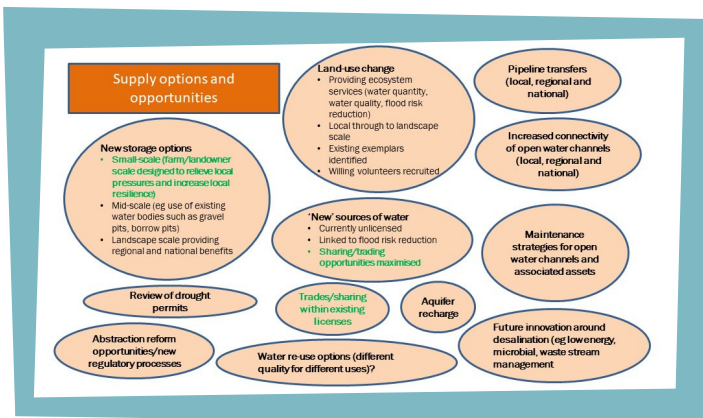 Supply options and
opportunities
Land-use change
• Providing ecosystem
services (water quantity,
water quality, flood risk
reduction)
• Local through to landscape
scale
• Existing exemplars
identified
• Willing volunteers recruited
Pipeline transfers
(local, regional and
national)
New storage options
• Small-scale (farm/landowner
scale designed to relieve local
pressures and increase local
resilience)
• Mid-scale (eg use of existing
water bodies such as gravel
pits, borrow pits)
• Landscape scale providing
regional and national benefits
Increased connectivity
of open water channels
(local, regional and
national)
'New' sources of water
• Currently unlicensed
• Linked to flood risk reduction
• Sharing/trading
opportunities maximised
Maintenance
strategies for open
water channels and
associated assets
Review of drought
permits
Trades/sharing
within existing
licenses
Aquifer
recharge
Abstraction reform
opportunities/new
regulatory processes
Water re-use options (different
quality for different uses)?
Future innovation around
desalination (eg low energy,
microbial, waste stream
management